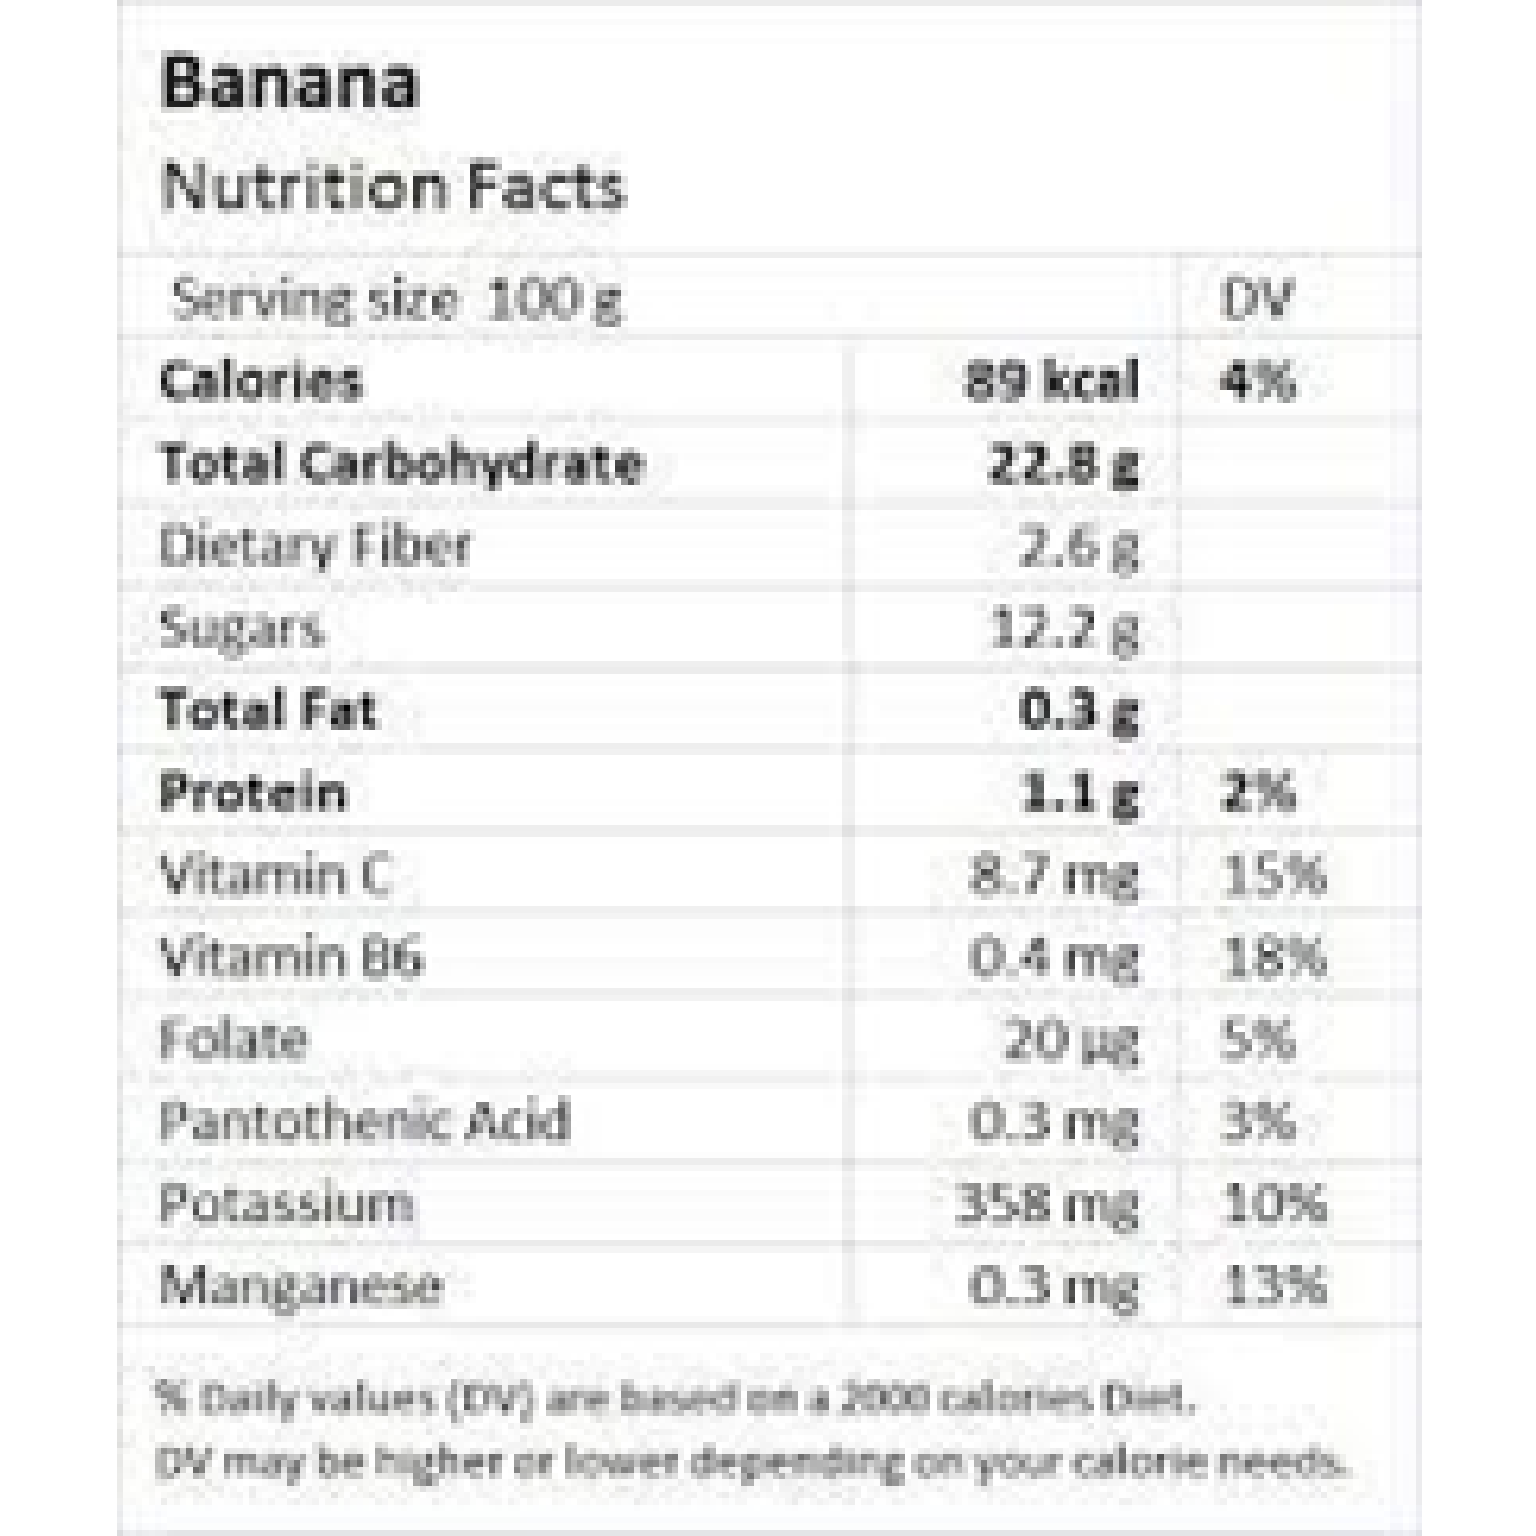 Banana
Nutrition Facts
Serving size 100 g DV
Calories 89 kcal 4%
Total Carbohydrate 22.8 g
Dietary Fiber 2.6 g
Sugars 12.2 g
Total Fat 0.3 g
Protein 1.1 g 2%
Vitamin C 8.7 mg 15%
Vitamin B6 0.4 mg 18%
Folate 20 µg 5%
Pantothenic Acid 0.3 mg 3%
Potassium 358 mg 10%
Manganese 0.3 mg 13%
% Daily values (DV) are based on a 2000 calories Diet.
DV may be higher or lower depending on your calorie needs.